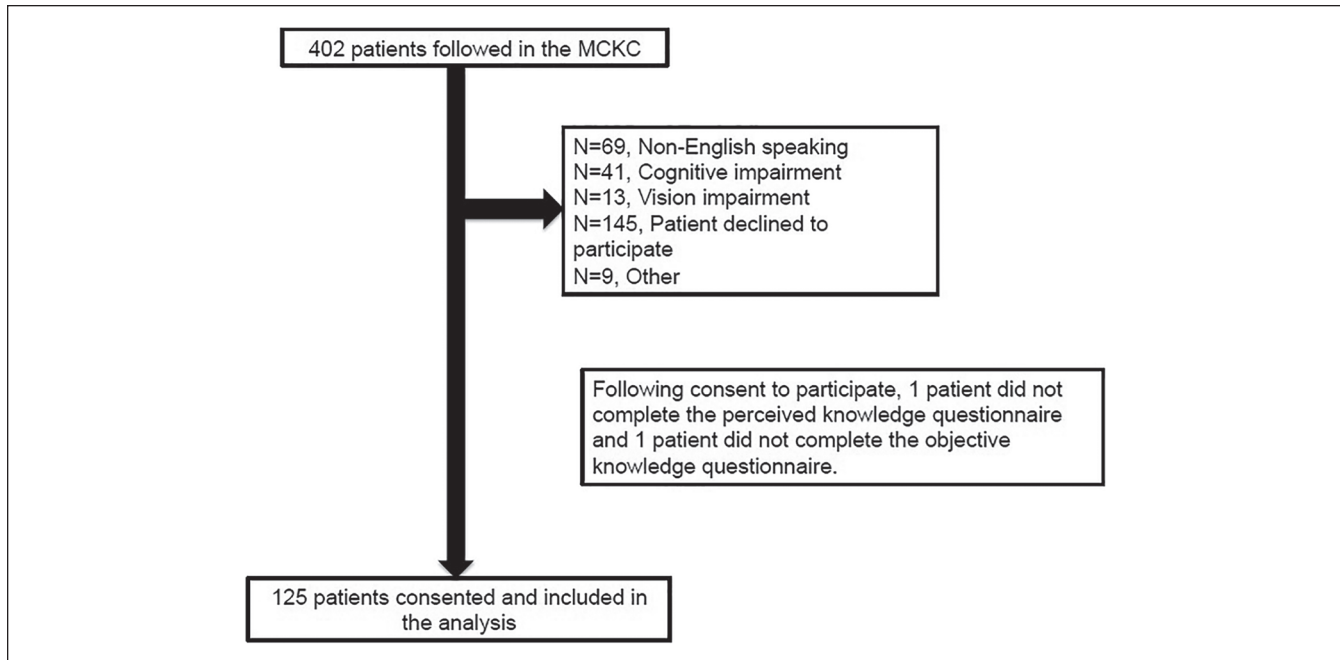 402 patients followed in the MCKC
N=69, Non-English speaking
N=41, Cognitive impairment
N=13, Vision impairment
N=145, Patient declined to
participate
N=9, Other
Following consent to participate, 1 patient did not
complete the perceived knowledge questionnaire
and 1 patient did not complete the objective
knowledge questionnaire.
125 patients consented and included in
the analysis